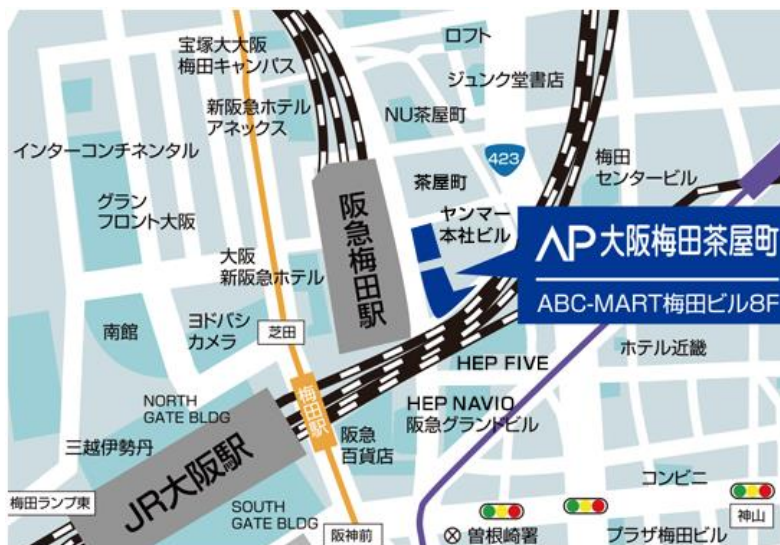 宝塚大大阪
梅田キャンパス
ロフト
ジュンク堂書店
新阪急ホテル
アネックス
NU茶屋町
インターコンチネンタル
423
梅田
センタービル
茶屋町
グラン
フロント大阪
ヤンマー
本社ビル
阪急梅田駅
AP大阪梅田茶屋町
ABC-MART梅田ビル8F
大阪
新阪急ホテル
南館
ヨドバシ
カメラ
芝田
ホテル近畿
HEP FIVE
NORTH
GATE BLDG
梅田駅
HEP NAVIO
阪急グランドビル
三越伊勢丹
JR大阪駅
阪急
百貨店
コンビニ
梅田ランプ東
SOUTH
GATE BLDG
阪神前
曽根崎署
プラザ梅田ビル
神山